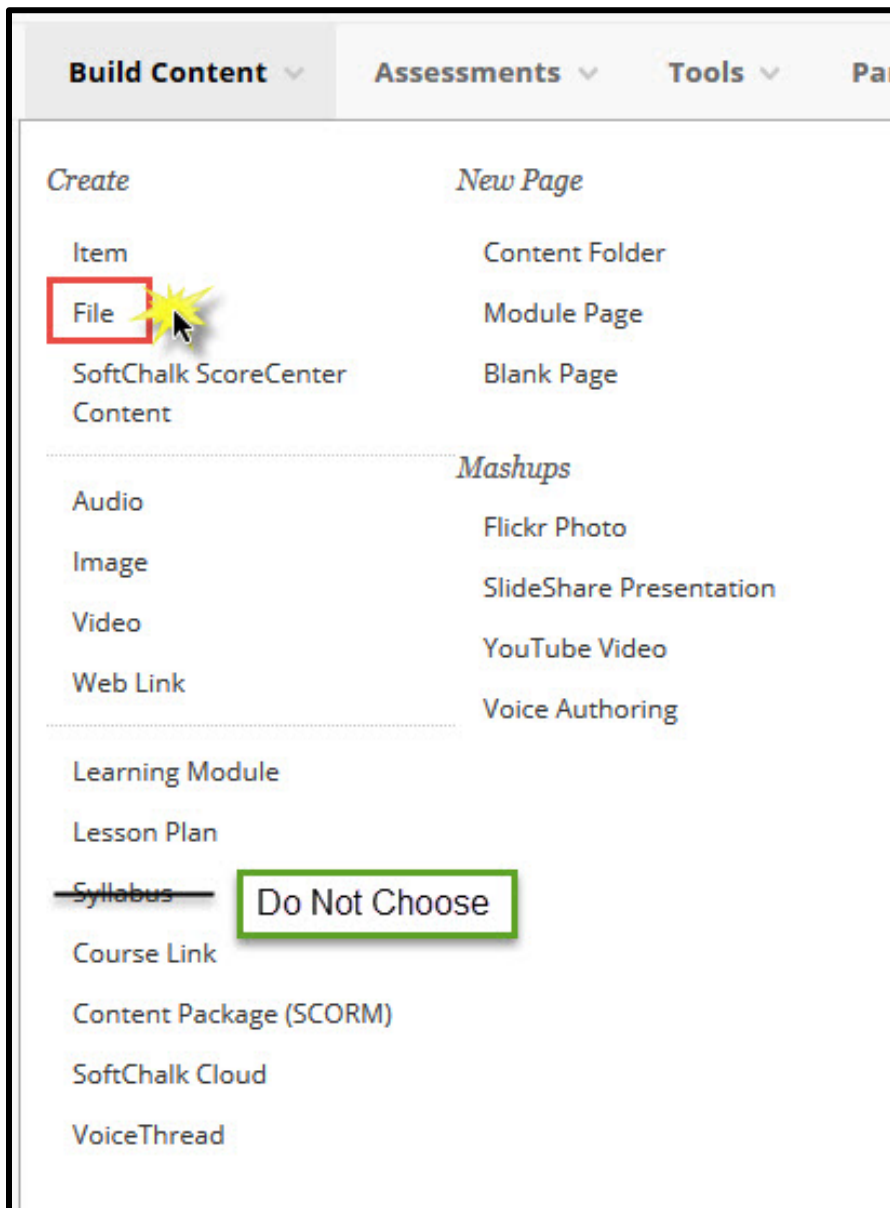 Build Content Assessments Tools Par
Create
Item
File
SoftChalk ScoreCenter
Content
Audio
Image
Video
Web Link
Learning Module
Lesson Plan
Syllabus
Do Not Choose
Course Link
Content Package (SCORM)
SoftChalk Cloud
VoiceThread
New Page
Content Folder
Module Page
Blank Page
Mashups
Flickr Photo
SlideShare Presentation
YouTube Video
Voice Authoring